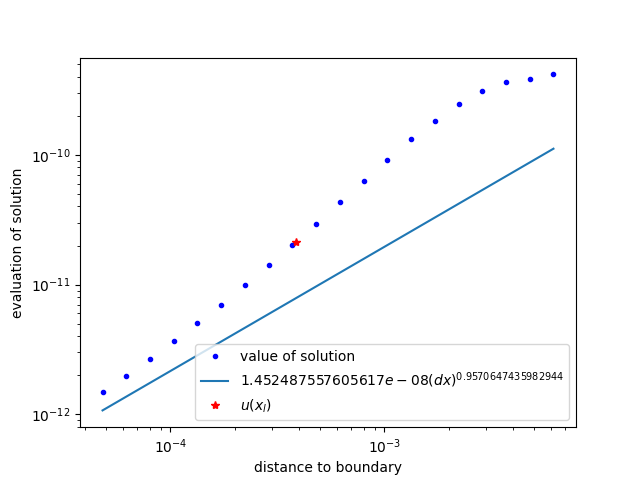 10⁻¹⁰
10⁻¹¹
10⁻¹²
evaluation of solution
value of solution
1.452487557605617e − 08(dx)^0.9570647435982944
u(x_l)
10⁻⁴
10⁻³
distance to boundary